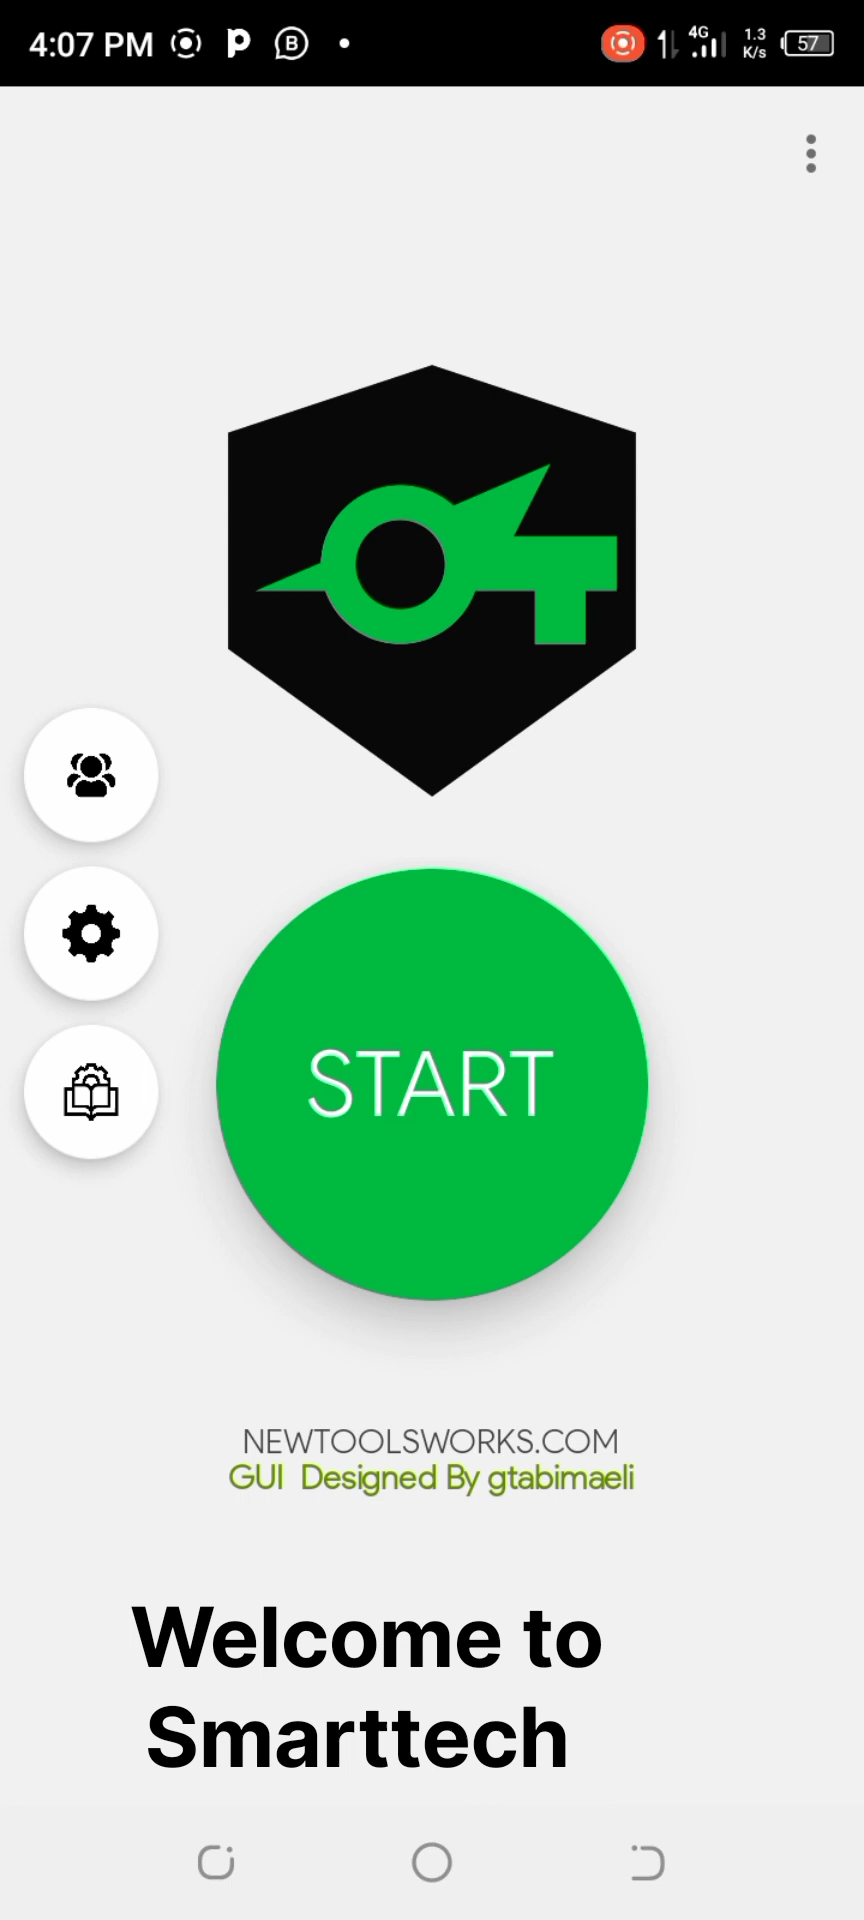 4:07 PM
4G
1.3
K/s
57
START
NEWTOOLSWORKS.COM
GUI Designed By gtabimaeli
Welcome to
Smarttech